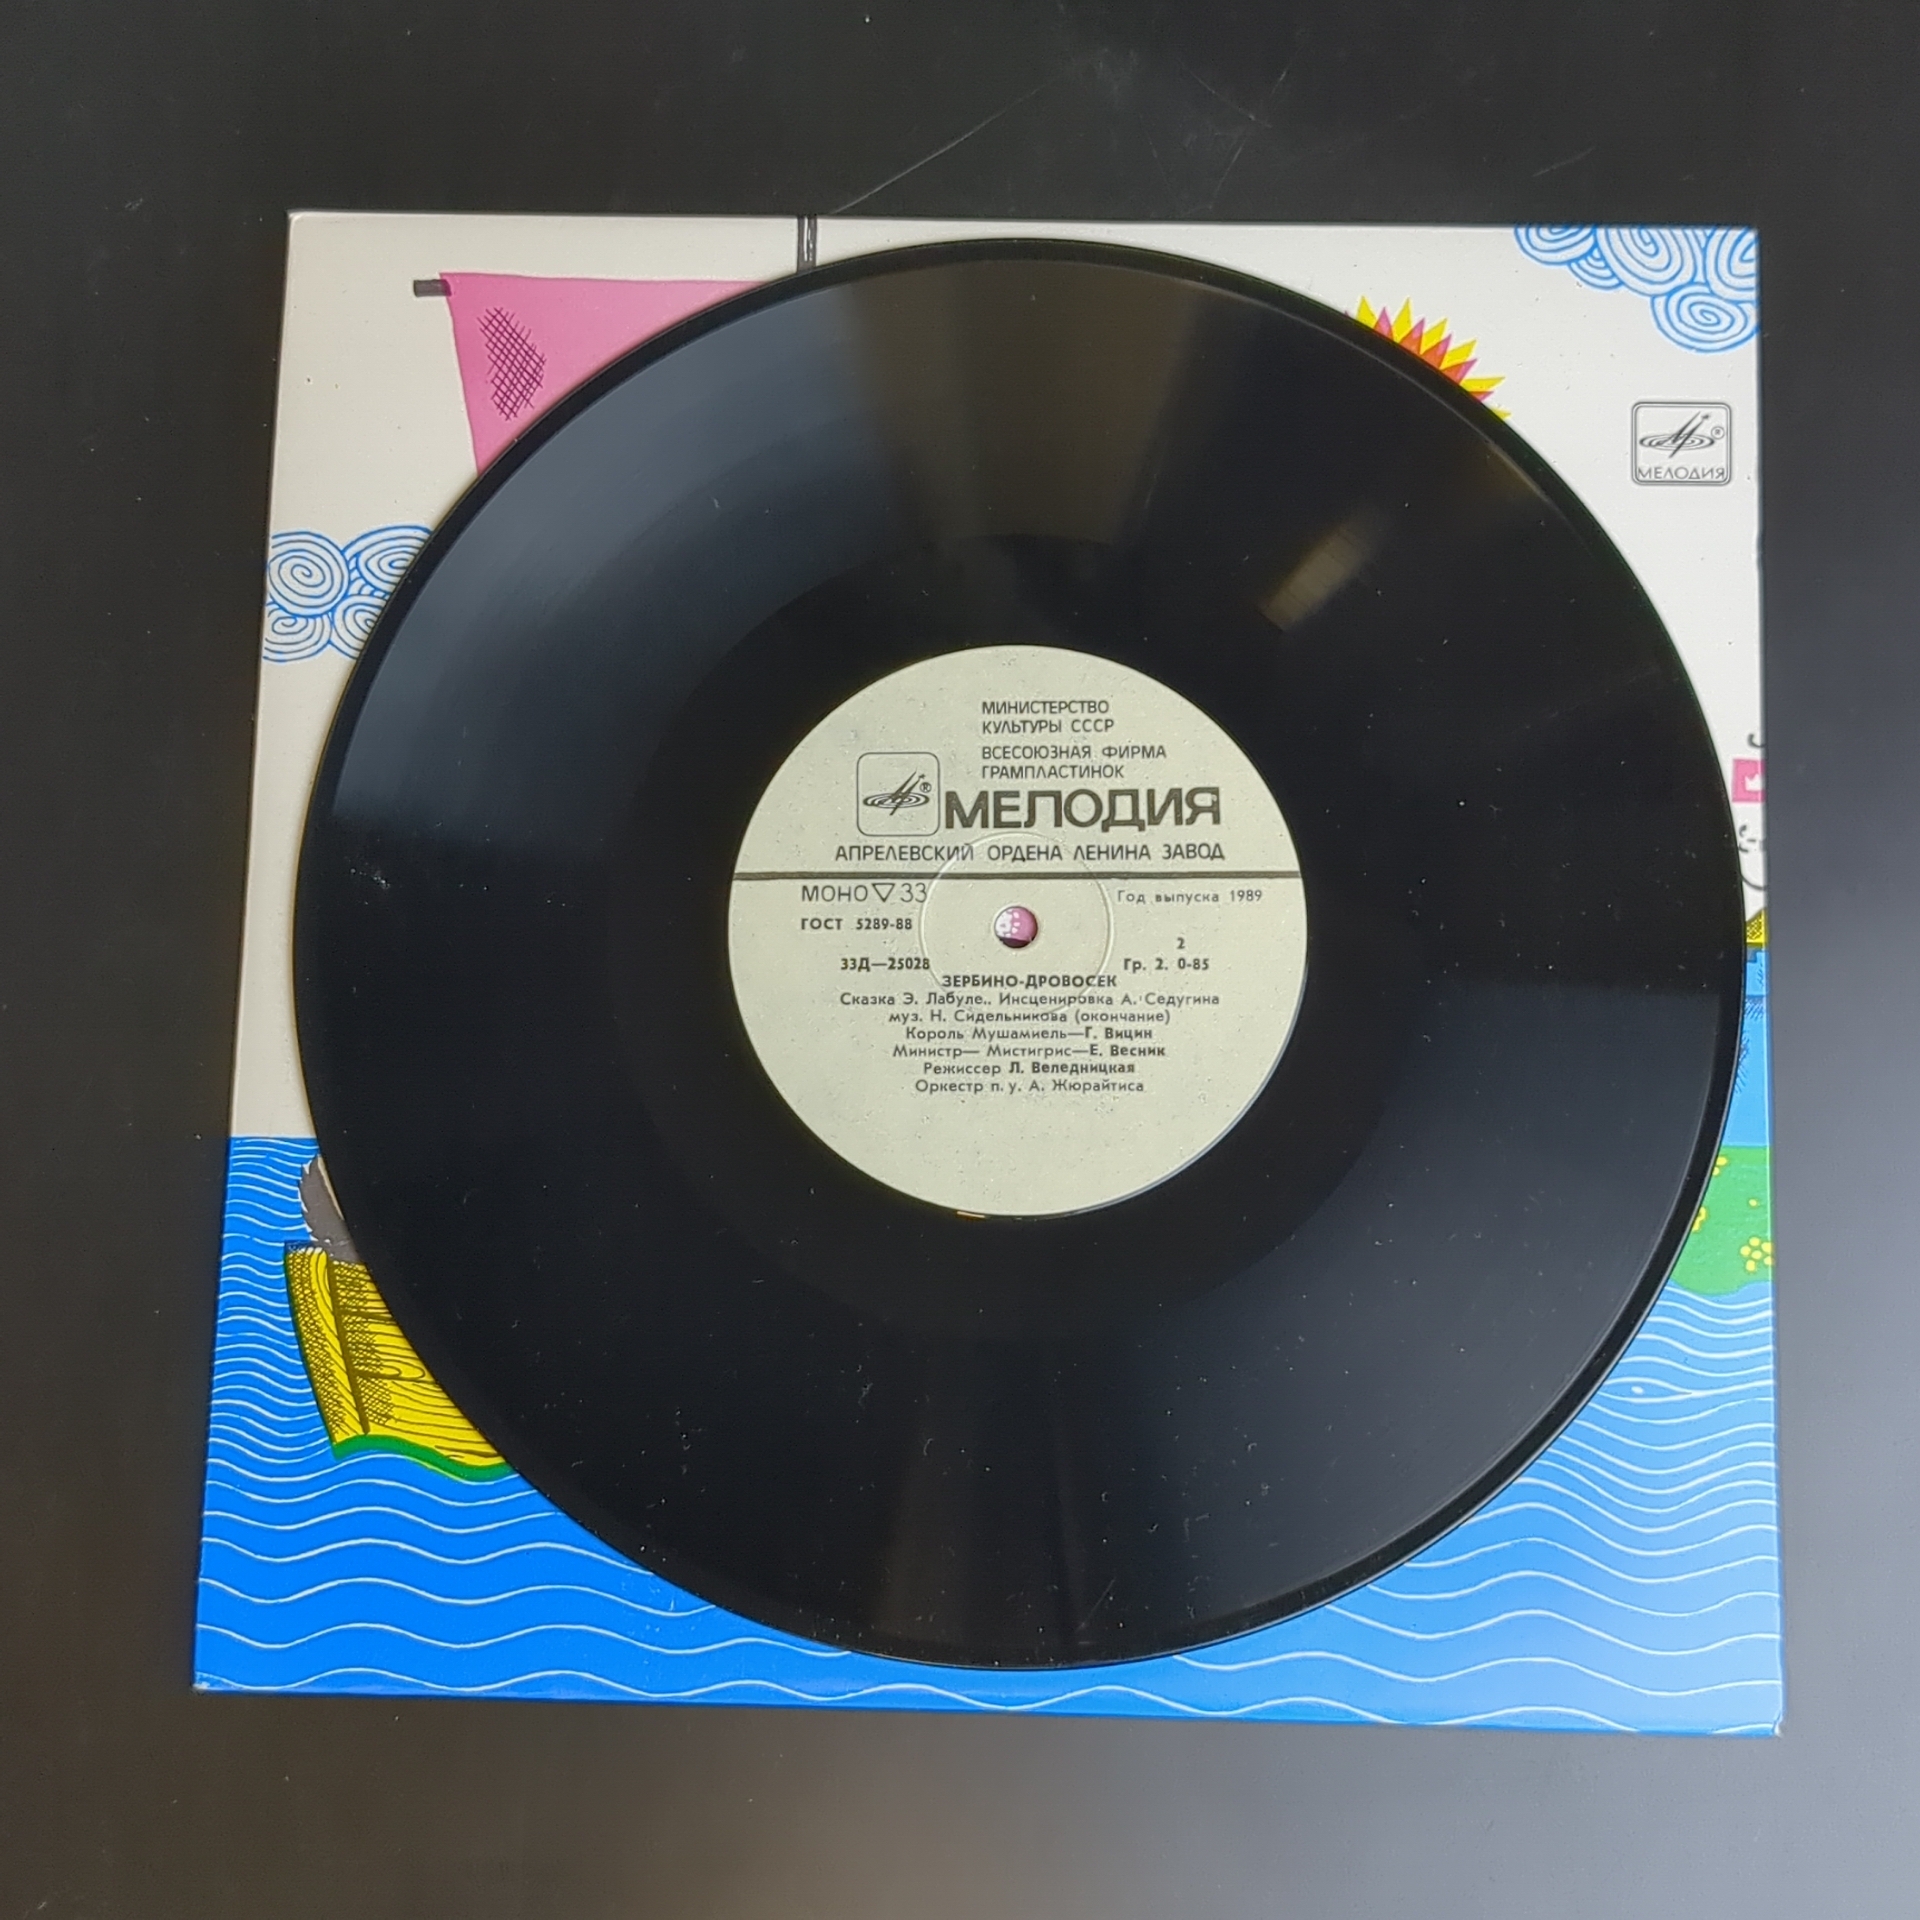 МЕЛОДИЯ
МИНИСТЕРСТВО
КУЛЬТУРЫ СССР
ВСЕСОЮЗНАЯ ФИРМА
ГРАМПЛАСТИНОК
МЕЛОДИЯ
АПРЕЛЕВСКИЙ ОРДЕНА ЛЕНИНА ЗАВОД
МОНО ▽ 33 Год выпуска 1989
ГОСТ 5289-88
2
33Д—25028 Гр. 2. 0-85
ЗЕРБИНО-ДРОВОСЕК
Сказка Э. Лабуле.. Инсценировка А. Седугина
муз. Н. Сидельникова (окончание)
Король Мушамиель—Г. Вицин
Министр— Мистигрис—Е. Весник
Режиссер Л. Веледницкая
Оркестр п. у. А. Жюрайтиса